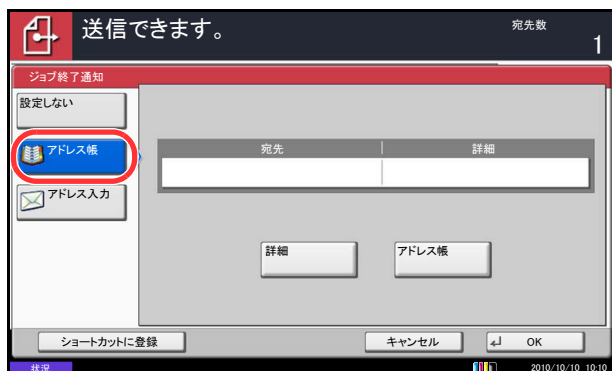 送信できます。
宛先数
1
ジョブ終了通知
設定しない
アドレス帳
アドレス入力
宛先 詳細
詳細 アドレス帳
ショートカットに登録 キャンセル OK
状況 2010/10/10 10:10